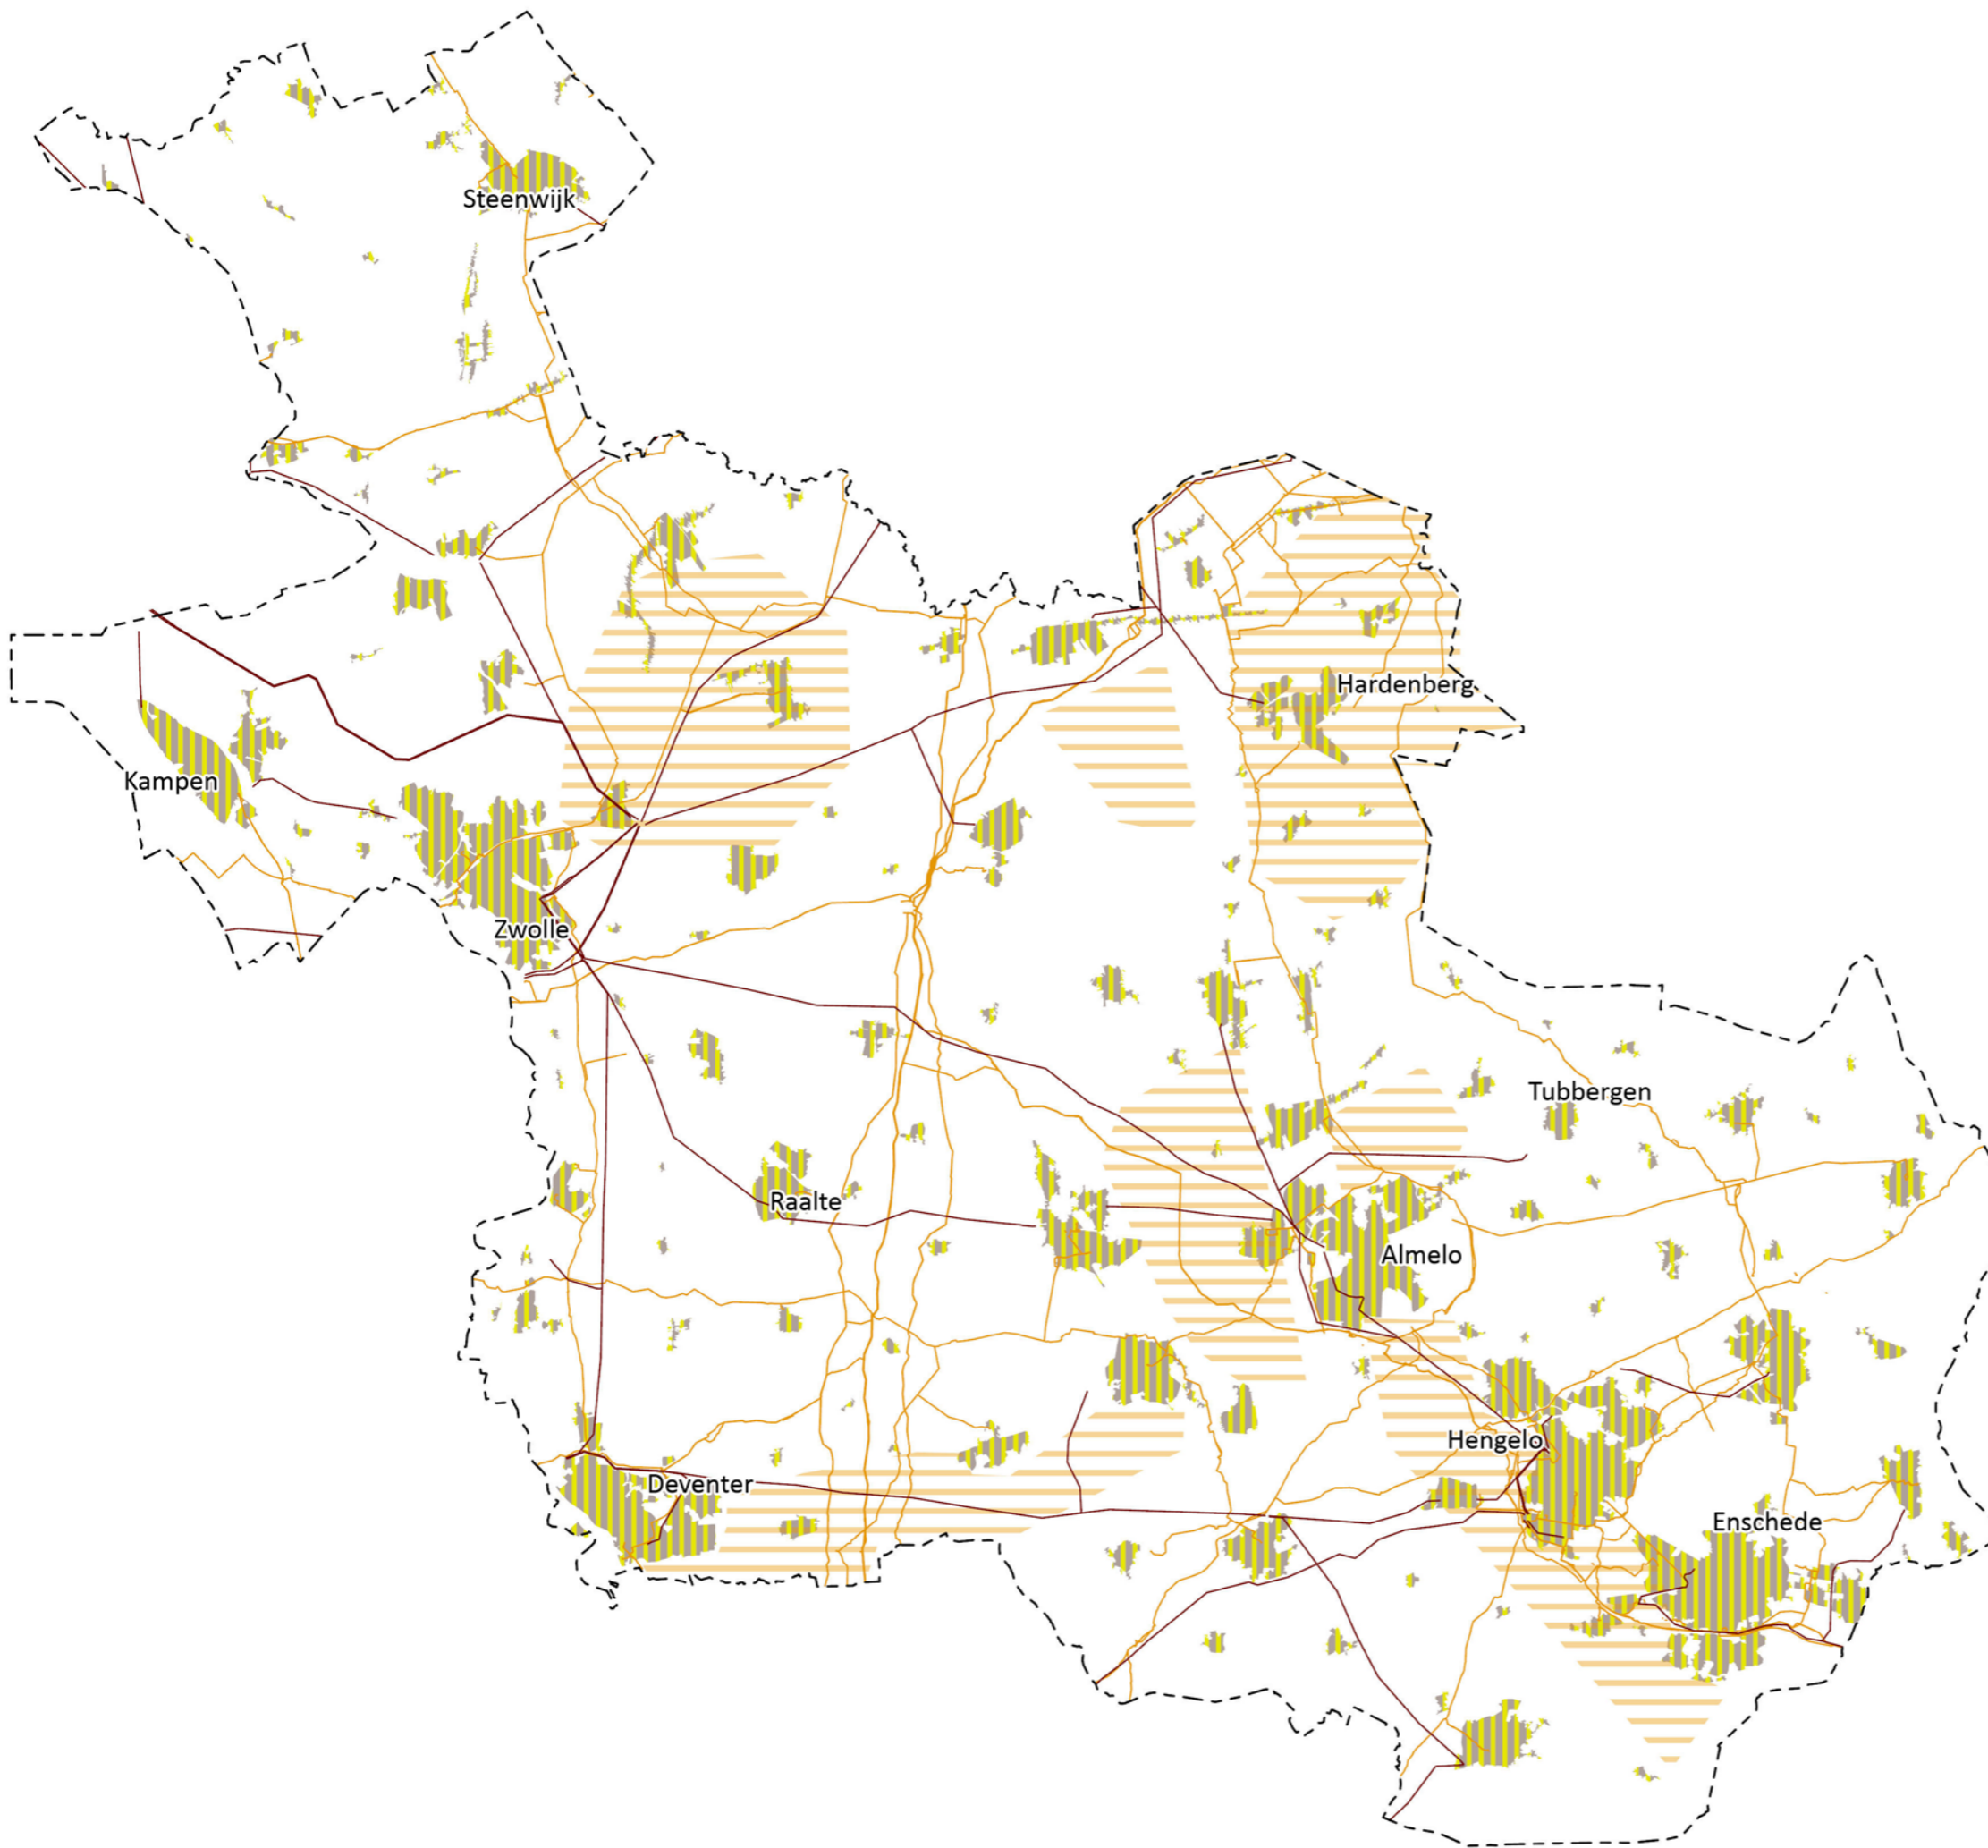 Steenwijk
Hardenberg
Kampen
Zwolle
Tubbergen
Raalte
Almelo
Hengelo
Deventer
Enschede